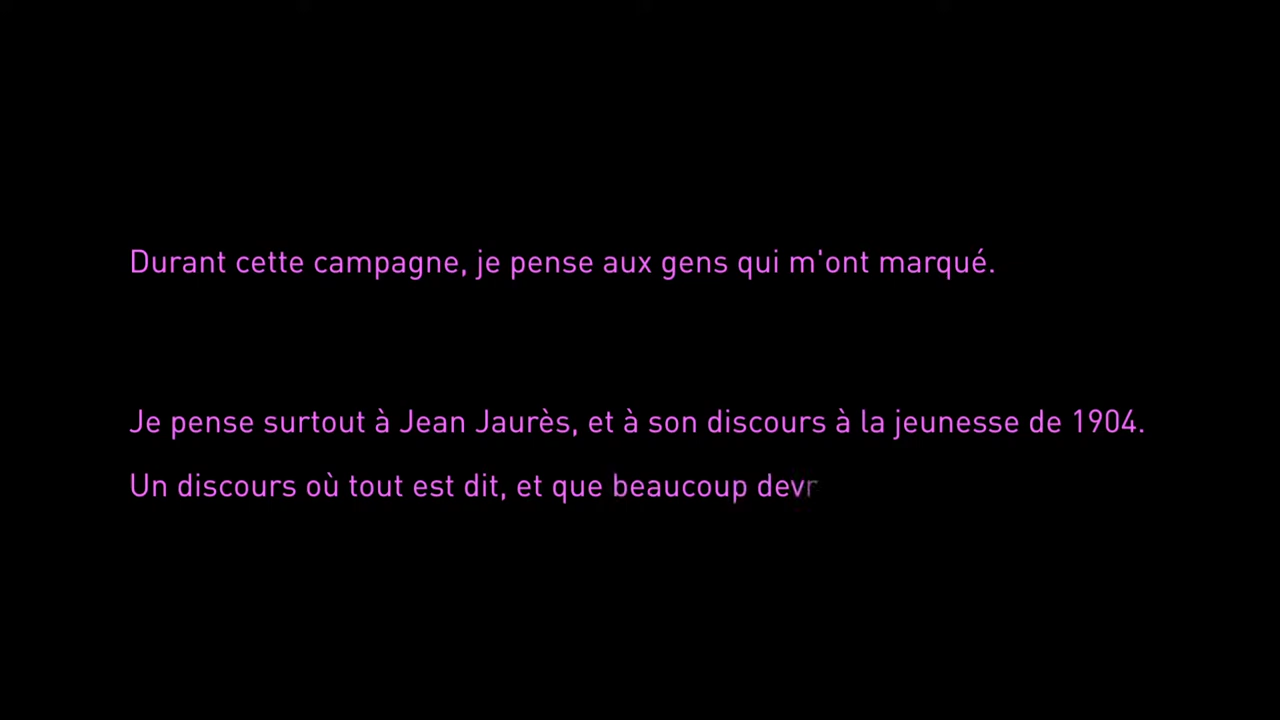 Durant cette campagne, je pense aux gens qui m'ont marqué.
Je pense surtout à Jean Jaurès, et à son discours à la jeunesse de 1904.
Un discours où tout est dit, et que beaucoup devr